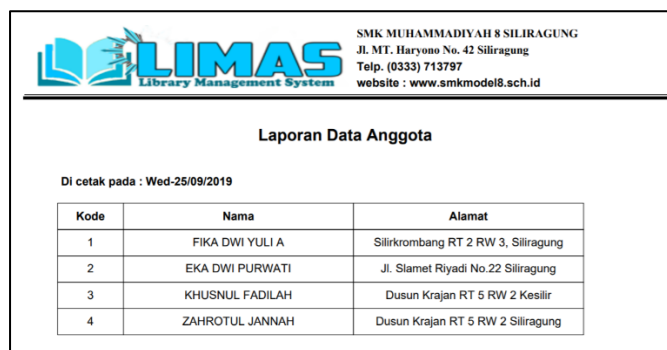 LIMAS
Library Management System
SMK MUHAMMADIYAH 8 SILIRAGUNG
Jl. MT. Haryono No. 42 Siliragung
Telp. (0333) 713797
website : www.smkmodel8.sch.id
Laporan Data Anggota
Di cetak pada : Wed-25/09/2019
Kode Nama Alamat
1 FIKA DWI YULI A Silirkrombang RT 2 RW 3, Siliragung
2 EKA DWI PURWATI Jl. Slamet Riyadi No.22 Siliragung
3 KHUSNUL FADILAH Dusun Krajan RT 5 RW 2 Kesilir
4 ZAHROTUL JANNAH Dusun Krajan RT 5 RW 2 Siliragung